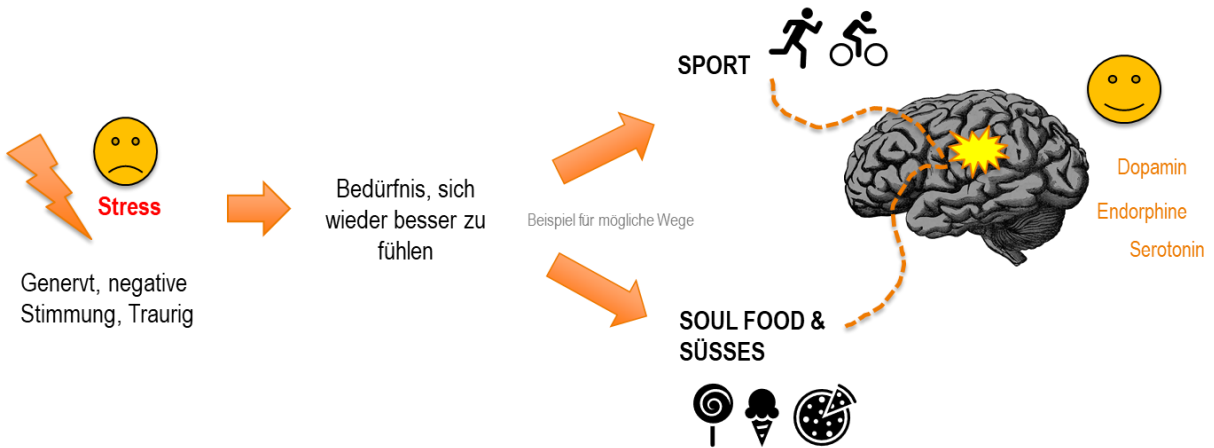 Stress
Genervt, negative
Stimmung, Traurig
Bedürfnis, sich
wieder besser zu
fühlen
Beispiel für mögliche Wege
SPORT
SOUL FOOD &
SÜSSES
Dopamin
Endorphine
Serotonin